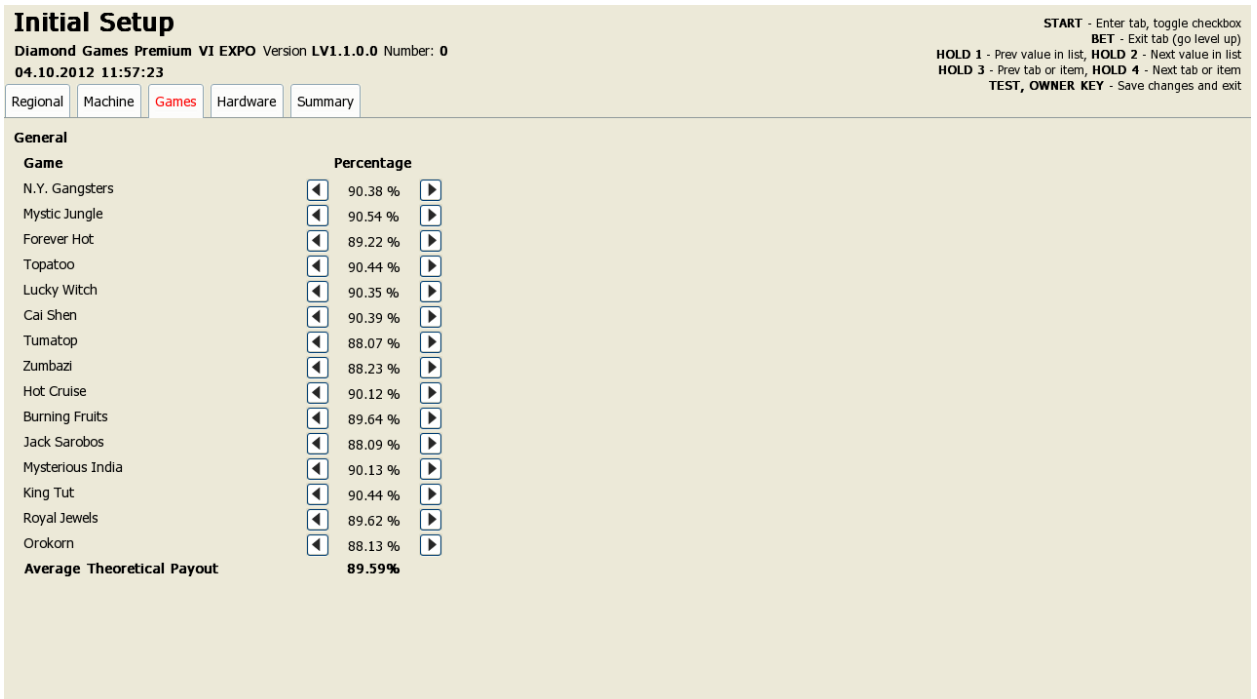 Initial Setup
Diamond Games Premium VI EXPO Version LV1.1.0.0 Number: 0
04.10.2012 11:57:23
START - Enter tab, toggle checkbox
BET - Exit tab (go level up)
HOLD 1 - Prev value in list, HOLD 2 - Next value in list
HOLD 3 - Prev tab or item, HOLD 4 - Next tab or item
TEST, OWNER KEY - Save changes and exit
Regional Machine Games Hardware Summary
General
Game Percentage
N.Y. Gangsters 90.38 %
Mystic Jungle 90.54 %
Forever Hot 89.22 %
Topatoo 90.44 %
Lucky Witch 90.35 %
Cai Shen 90.39 %
Tumatop 88.07 %
Zumbazi 88.23 %
Hot Cruise 90.12 %
Burning Fruits 89.64 %
Jack Sarobos 88.09 %
Mysterious India 90.13 %
King Tut 90.44 %
Royal Jewels 89.62 %
Orokorn 88.13 %
Average Theoretical Payout 89.59%